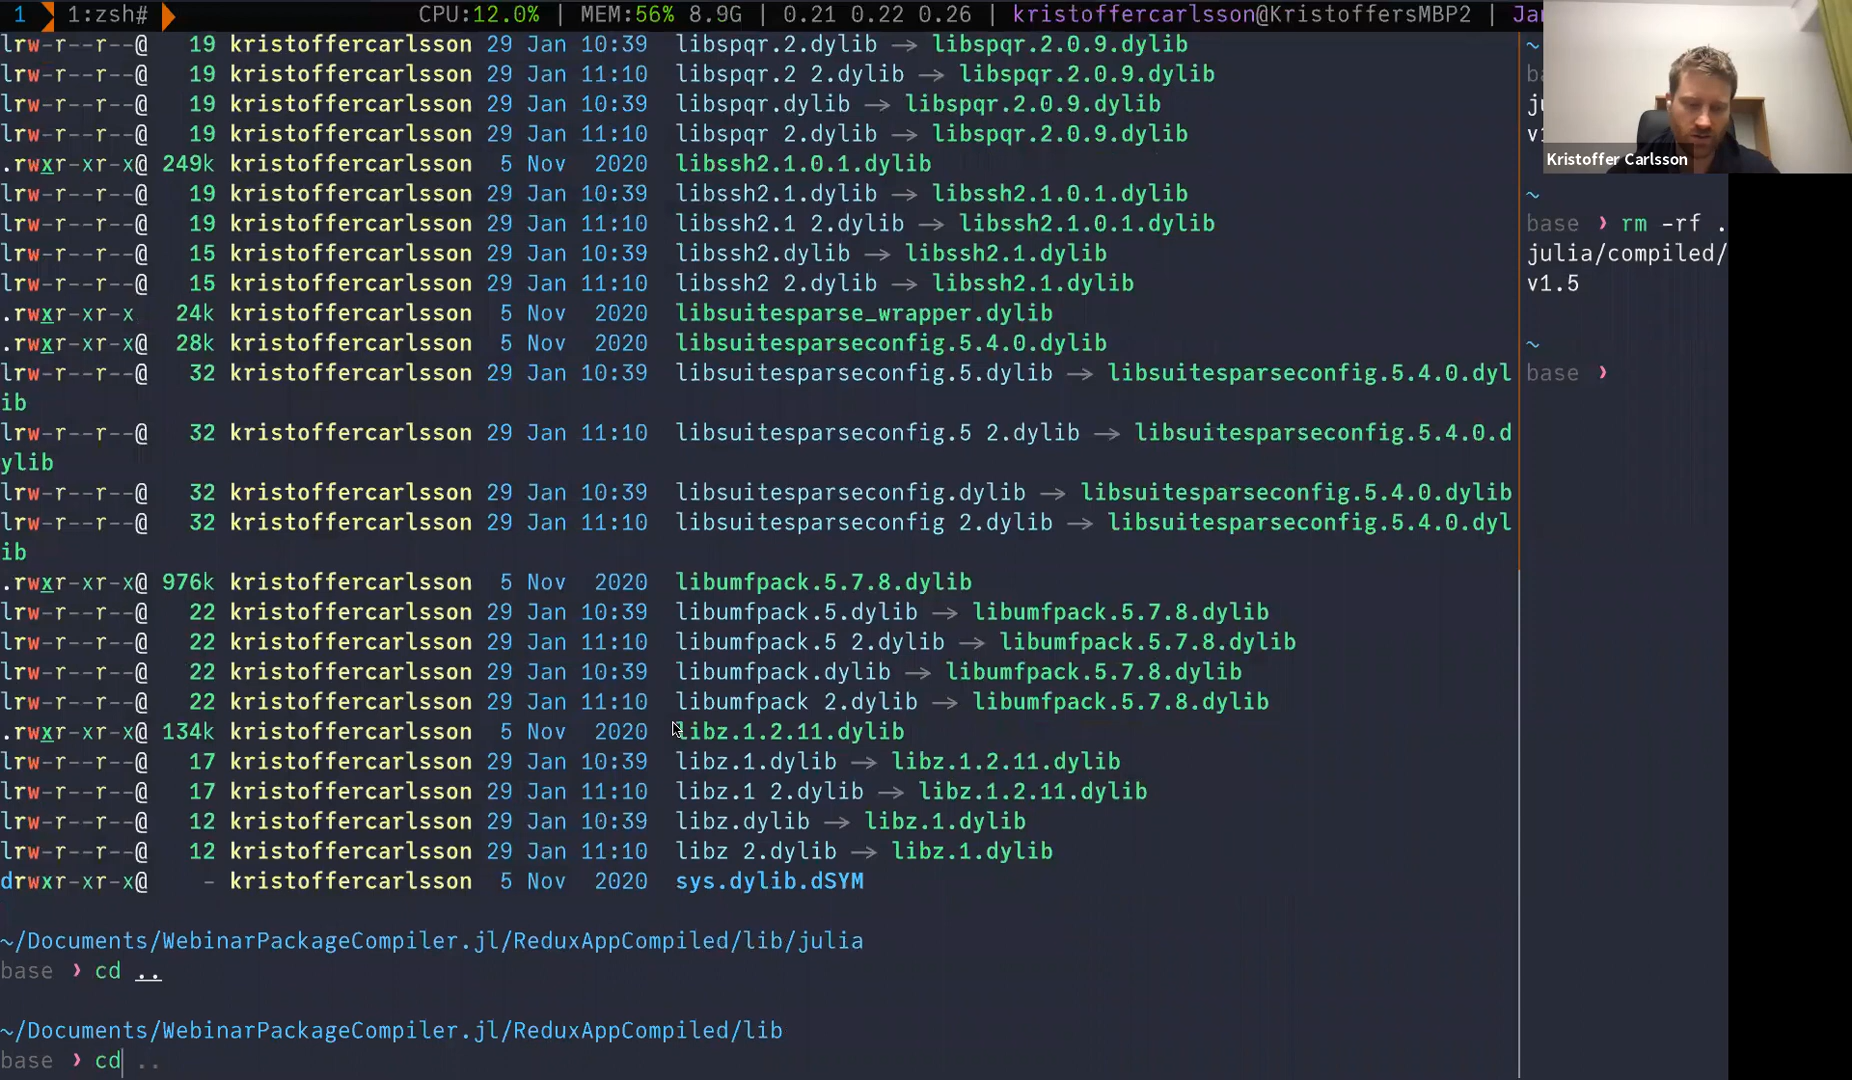 1 1:zsh# CPU:12.0% | MEM:56% 8.9G | 0.21 0.22 0.26 | kristoffercarlsson@KristoffersMBP2 | Jan
lrw-r--r--@ 19 kristoffercarlsson 29 Jan 10:39 libspqr.2.dylib → libspqr.2.0.9.dylib
lrw-r--r--@ 19 kristoffercarlsson 29 Jan 11:10 libspqr.2 2.dylib → libspqr.2.0.9.dylib
lrw-r--r--@ 19 kristoffercarlsson 29 Jan 10:39 libspqr.dylib → libspqr.2.0.9.dylib
lrw-r--r--@ 19 kristoffercarlsson 29 Jan 11:10 libspqr 2.dylib → libspqr.2.0.9.dylib
.rwxr-xr-x@ 249k kristoffercarlsson 5 Nov 2020 libssh2.1.0.1.dylib
lrw-r--r--@ 19 kristoffercarlsson 29 Jan 10:39 libssh2.1.dylib → libssh2.1.0.1.dylib
lrw-r--r--@ 19 kristoffercarlsson 29 Jan 11:10 libssh2.1 2.dylib → libssh2.1.0.1.dylib
lrw-r--r--@ 15 kristoffercarlsson 29 Jan 10:39 libssh2.dylib → libssh2.1.dylib
lrw-r--r--@ 15 kristoffercarlsson 29 Jan 11:10 libssh2 2.dylib → libssh2.1.dylib
.rwxr-xr-x 24k kristoffercarlsson 5 Nov 2020 libsuitesparse_wrapper.dylib
.rwxr-xr-x@ 28k kristoffercarlsson 5 Nov 2020 libsuitesparseconfig.5.4.0.dylib
lrw-r--r--@ 32 kristoffercarlsson 29 Jan 10:39 libsuitesparseconfig.5.dylib → libsuitesparseconfig.5.4.0.dyl
ib
lrw-r--r--@ 32 kristoffercarlsson 29 Jan 11:10 libsuitesparseconfig.5 2.dylib → libsuitesparseconfig.5.4.0.d
ylib
lrw-r--r--@ 32 kristoffercarlsson 29 Jan 10:39 libsuitesparseconfig.dylib → libsuitesparseconfig.5.4.0.dylib
lrw-r--r--@ 32 kristoffercarlsson 29 Jan 11:10 libsuitesparseconfig 2.dylib → libsuitesparseconfig.5.4.0.dyl
ib
.rwxr-xr-x@ 976k kristoffercarlsson 5 Nov 2020 libumfpack.5.7.8.dylib
lrw-r--r--@ 22 kristoffercarlsson 29 Jan 10:39 libumfpack.5.dylib → libumfpack.5.7.8.dylib
lrw-r--r--@ 22 kristoffercarlsson 29 Jan 11:10 libumfpack.5 2.dylib → libumfpack.5.7.8.dylib
lrw-r--r--@ 22 kristoffercarlsson 29 Jan 10:39 libumfpack.dylib → libumfpack.5.7.8.dylib
lrw-r--r--@ 22 kristoffercarlsson 29 Jan 11:10 libumfpack 2.dylib → libumfpack.5.7.8.dylib
.rwxr-xr-x@ 134k kristoffercarlsson 5 Nov 2020 libz.1.2.11.dylib
lrw-r--r--@ 17 kristoffercarlsson 29 Jan 10:39 libz.1.dylib → libz.1.2.11.dylib
lrw-r--r--@ 17 kristoffercarlsson 29 Jan 11:10 libz.1 2.dylib → libz.1.2.11.dylib
lrw-r--r--@ 12 kristoffercarlsson 29 Jan 10:39 libz.dylib → libz.1.dylib
lrw-r--r--@ 12 kristoffercarlsson 29 Jan 11:10 libz 2.dylib → libz.1.dylib
drwxr-xr-x@ - kristoffercarlsson 5 Nov 2020 sys.dylib.dSYM
~/Documents/WebinarPackageCompiler.jl/ReduxAppCompiled/lib/julia
base ❯ cd ..
~/Documents/WebinarPackageCompiler.jl/ReduxAppCompiled/lib
base ❯ cd ..
~
ba
ju
v1
Kristoffer Carlsson
~
base ❯ rm -rf .
julia/compiled/
v1.5
~
base ❯